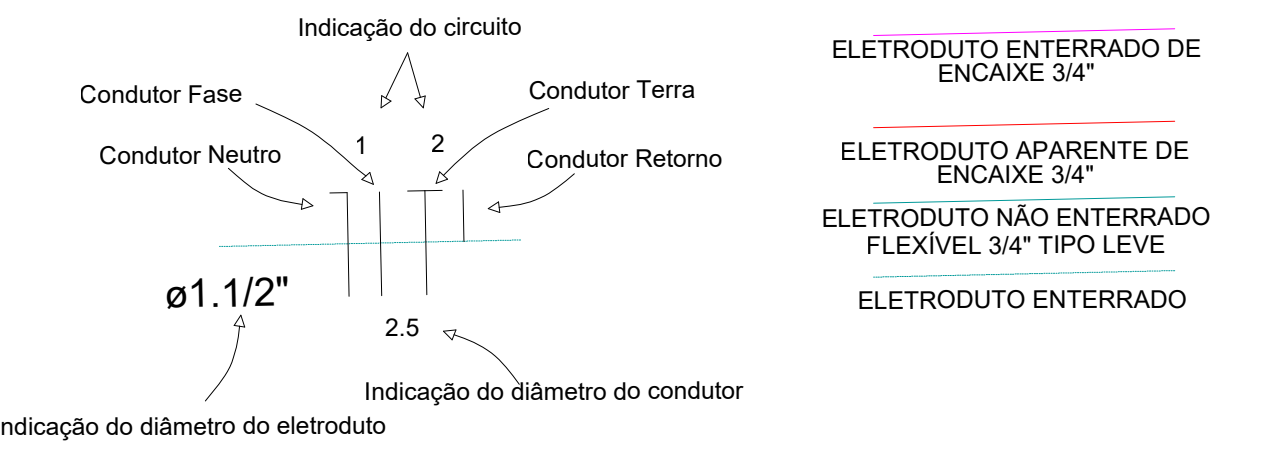 Indicação do circuito
Condutor Fase
Condutor Terra
1 2
Condutor Neutro
Condutor Retorno
ø1.1/2"
2.5
Indicação do diâmetro do condutor
ndicação do diâmetro do eletroduto
ELETRODUTO ENTERRADO DE
ENCAIXE 3/4"
ELETRODUTO APARENTE DE
ENCAIXE 3/4"
ELETRODUTO NÃO ENTERRADO
FLEXÍVEL 3/4" TIPO LEVE
ELETRODUTO ENTERRADO